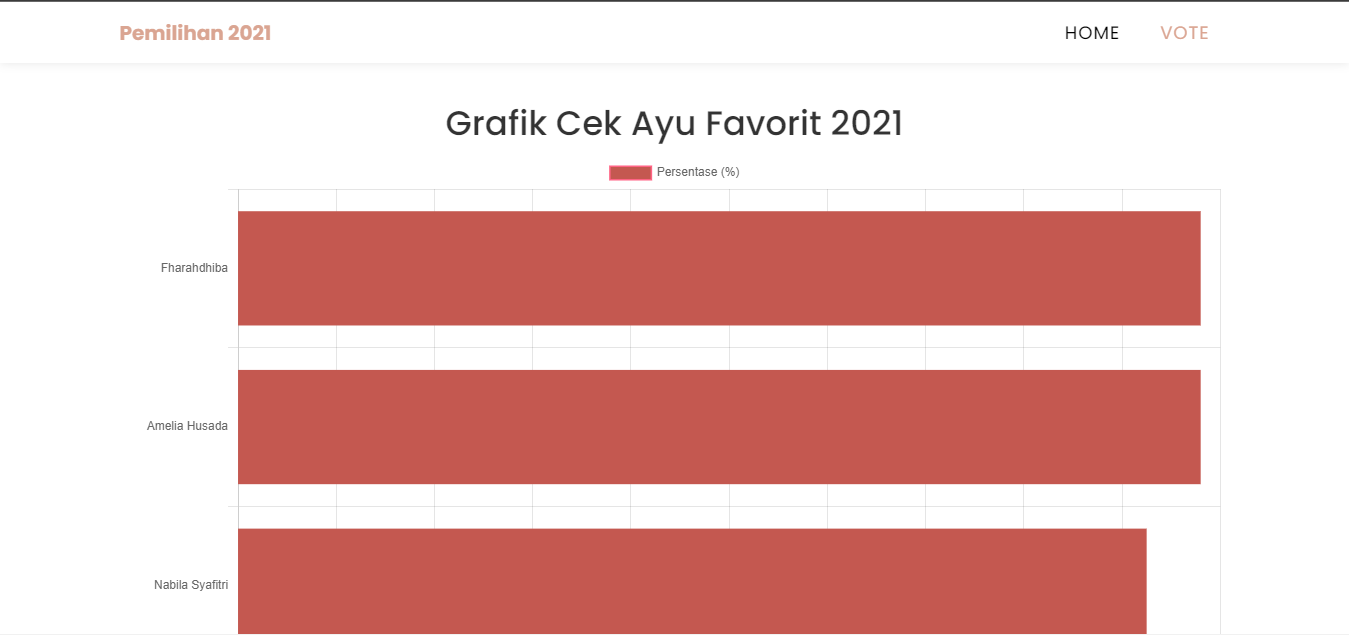 Pemilihan 2021
HOME
VOTE
Grafik Cek Ayu Favorit 2021
Persentase (%)
Fharahdhiba
Amelia Husada
Nabila Syafitri